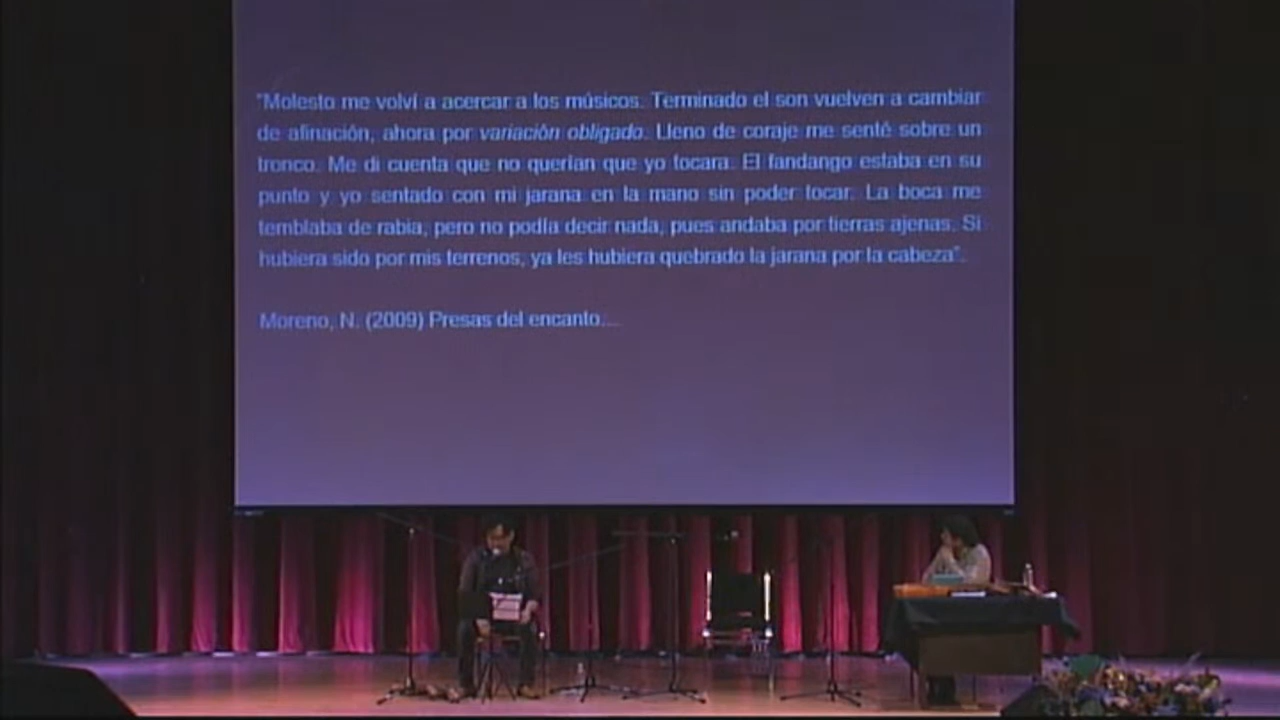 "Molesto me volví a acercar a los músicos. Terminado el son vuelven a cambiar
de afinación, ahora por variación obligado. Lleno de coraje me senté sobre un
tronco. Me di cuenta que no querían que yo tocara. El fandango estaba en su
punto y yo sentado con mi jarana en la mano sin poder tocar. La boca me
temblaba de rabia, pero no podía decir nada, pues andaba por tierras ajenas. Si
hubiera sido por mis terrenos, ya les hubiera quebrado la jarana por la cabeza".
Moreno, N. (2009) Presas del encanto...